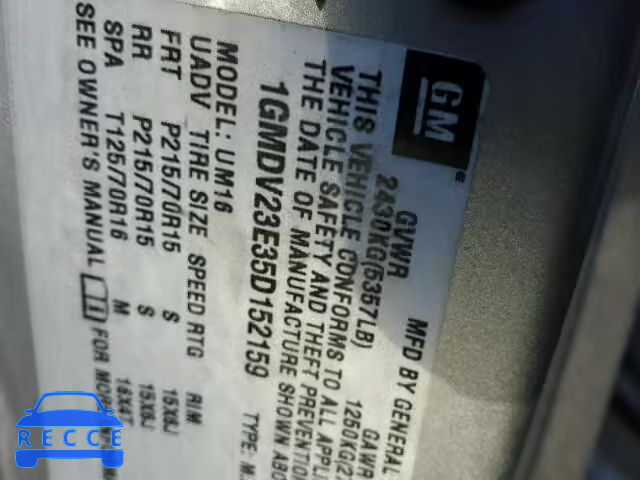 GM
MFD BY GENERAL
GVWR GAWR
2430KG(5357LB) 1250KG(2
THIS VEHICLE CONFORMS TO ALL APPLI
VEHICLE SAFETY AND THEFT PREVENTION
THE DATE OF MANUFACTURE SHOWN ABO
1GMDV23E35D152159 TYPE: M.
MODEL: UM16
UADV TIRE SIZE SPEED RTG RIM
FRT P215/70R15 S 15X6J
RR P215/70R15 S 15X6J
SPA T125/70R16 M 16X4T
SEE OWNER'S MANUAL FOR MO
RECCE